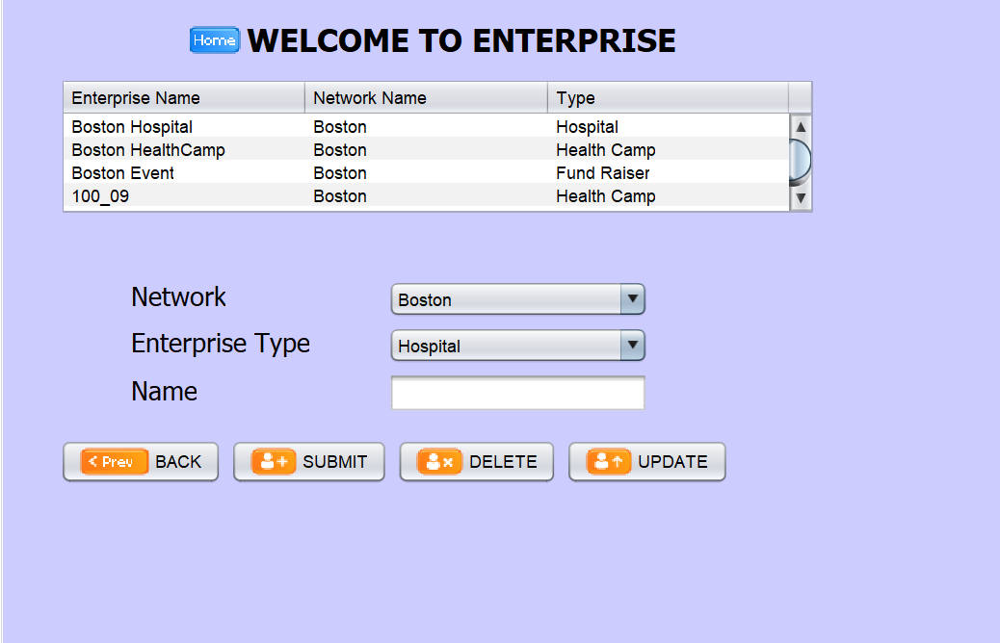 Home WELCOME TO ENTERPRISE
Enterprise Name Network Name Type
Boston Hospital Boston Hospital
Boston HealthCamp Boston Health Camp
Boston Event Boston Fund Raiser
100_09 Boston Health Camp
Network Boston
Enterprise Type Hospital
Name
< Prev BACK SUBMIT DELETE UPDATE